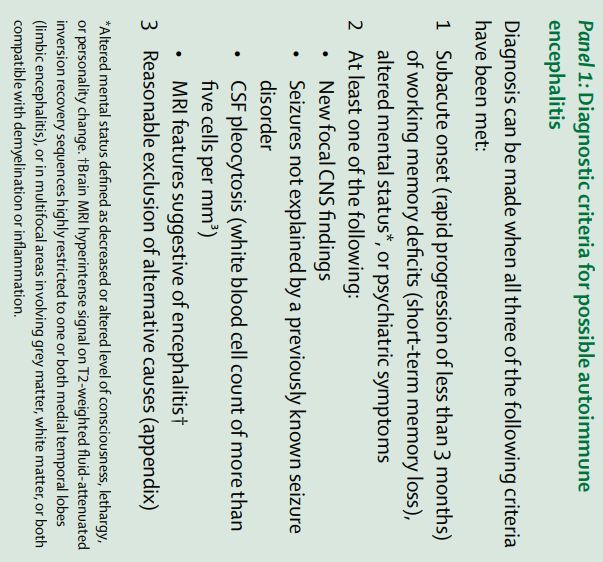 Panel 1: Diagnostic criteria for possible autoimmune
encephalitis
Diagnosis can be made when all three of the following criteria
have been met:
1 Subacute onset (rapid progression of less than 3 months)
of working memory deficits (short-term memory loss),
altered mental status*, or psychiatric symptoms
2 At least one of the following:
• New focal CNS findings
• Seizures not explained by a previously known seizure
disorder
• CSF pleocytosis (white blood cell count of more than
five cells per mm³)
• MRI features suggestive of encephalitis†
3 Reasonable exclusion of alternative causes (appendix)
*Altered mental status defined as decreased or altered level of consciousness, lethargy,
or personality change. †Brain MRI hyperintense signal on T2-weighted fluid-attenuated
inversion recovery sequences highly restricted to one or both medial temporal lobes
(limbic encephalitis), or in multifocal areas involving grey matter, white matter, or both
compatible with demyelination or inflammation.